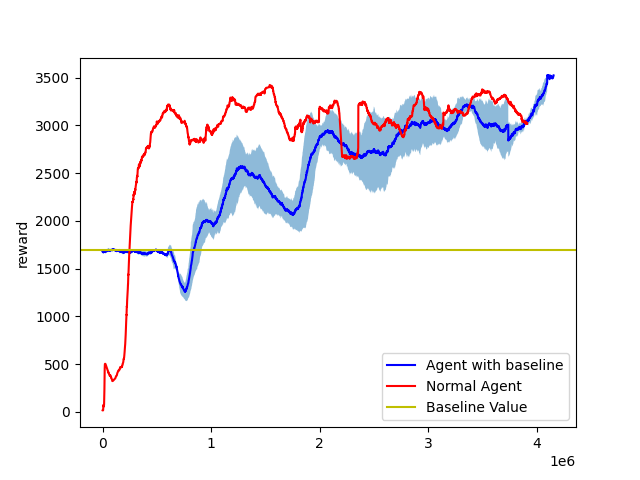 3500
3000
2500
2000
1500
1000
500
0
reward
0
1
2
3
4
1e6
Agent with baseline
Normal Agent
Baseline Value